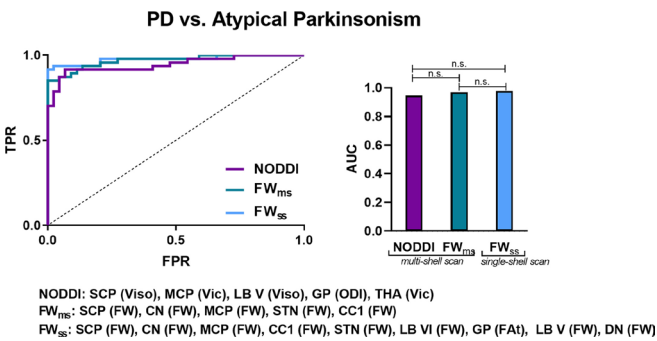 PD vs. Atypical Parkinsonism
1.0
0.5
0.0
TPR
0.0 0.5 1.0
FPR
NODDI
FWms
FWss
n.s.
n.s. n.s.
1.0
0.8
0.6
0.4
0.2
0.0
AUC
NODDI FWms FWss
multi-shell scan single-shell scan
NODDI: SCP (Viso), MCP (Vic), LB V (Viso), GP (ODI), THA (Vic)
FWms: SCP (FW), CN (FW), MCP (FW), STN (FW), CC1 (FW)
FWss: SCP (FW), CN (FW), MCP (FW), CC1 (FW), STN (FW), LB VI (FW), GP (FAt), LB V (FW), DN (FW)